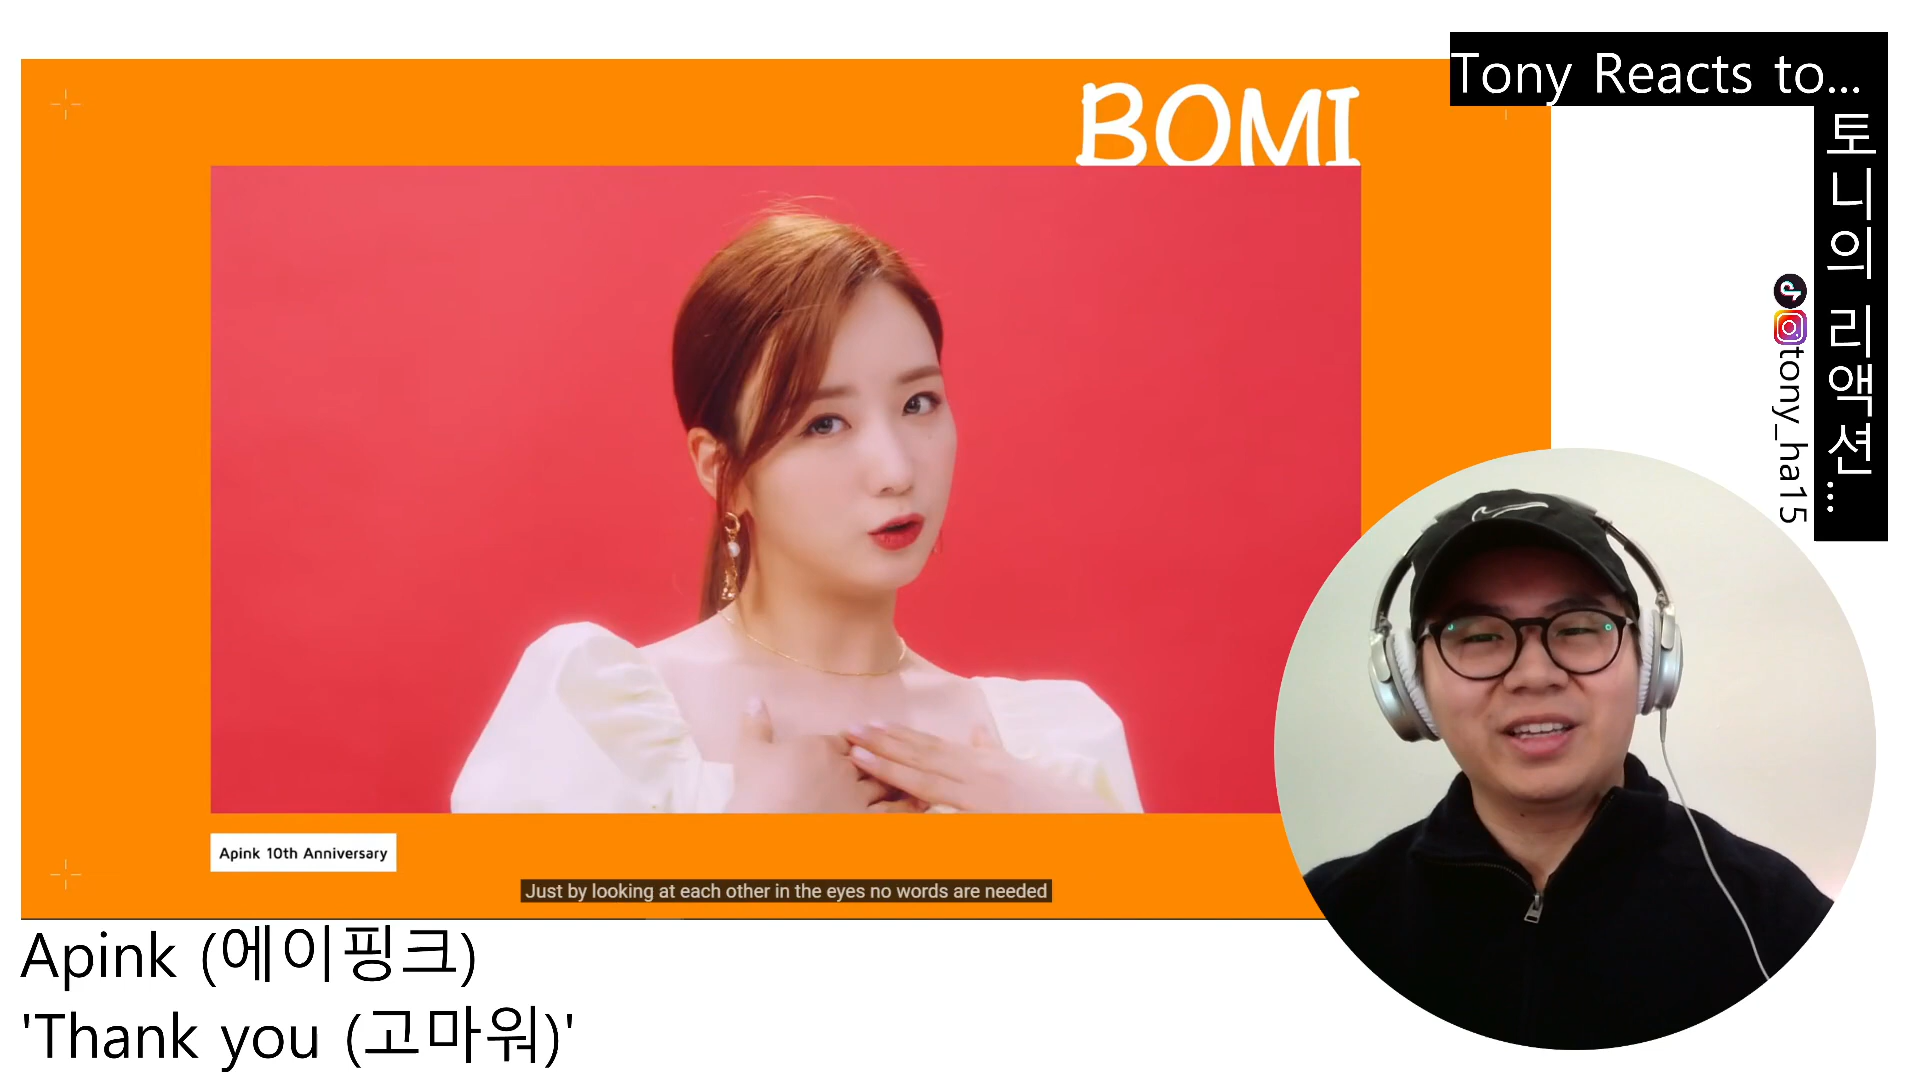 BOMI
Tony Reacts to...
토니의 리액션...
tony_ha15
Apink 10th Anniversary
Just by looking at each other in the eyes no words are needed
Apink (에이핑크)
'Thank you (고마워)'